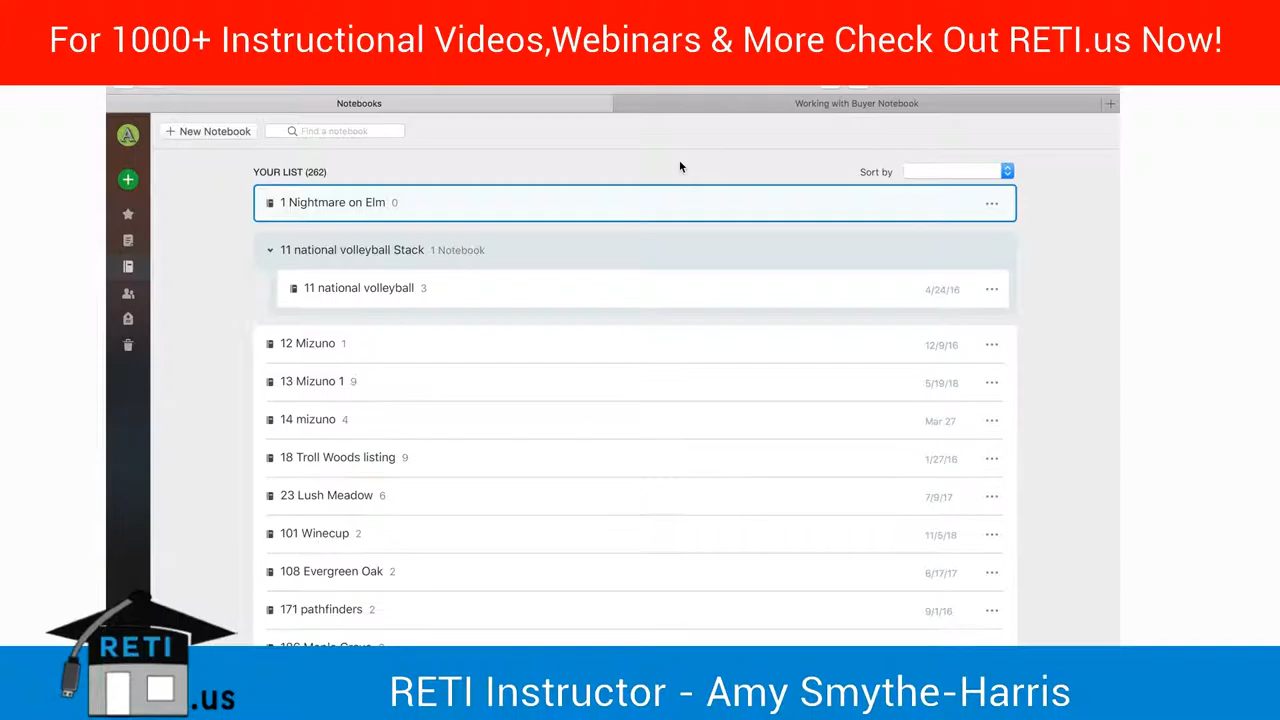 For 1000+ Instructional Videos,Webinars & More Check Out RETI.us Now!
Notebooks
Working with Buyer Notebook
+
A
+ New Notebook
Find a notebook
YOUR LIST (262)
Sort by
1 Nightmare on Elm 0
11 national volleyball Stack 1 Notebook
11 national volleyball 3 4/24/16
12 Mizuno 1 12/9/16
13 Mizuno 1 9 5/19/18
14 mizuno 4 Mar 27
18 Troll Woods listing 9 1/27/16
23 Lush Meadow 6 7/9/17
101 Winecup 2 11/5/18
108 Evergreen Oak 2 6/17/17
171 pathfinders 2 9/1/16
RETI
.us
RETI Instructor - Amy Smythe-Harris